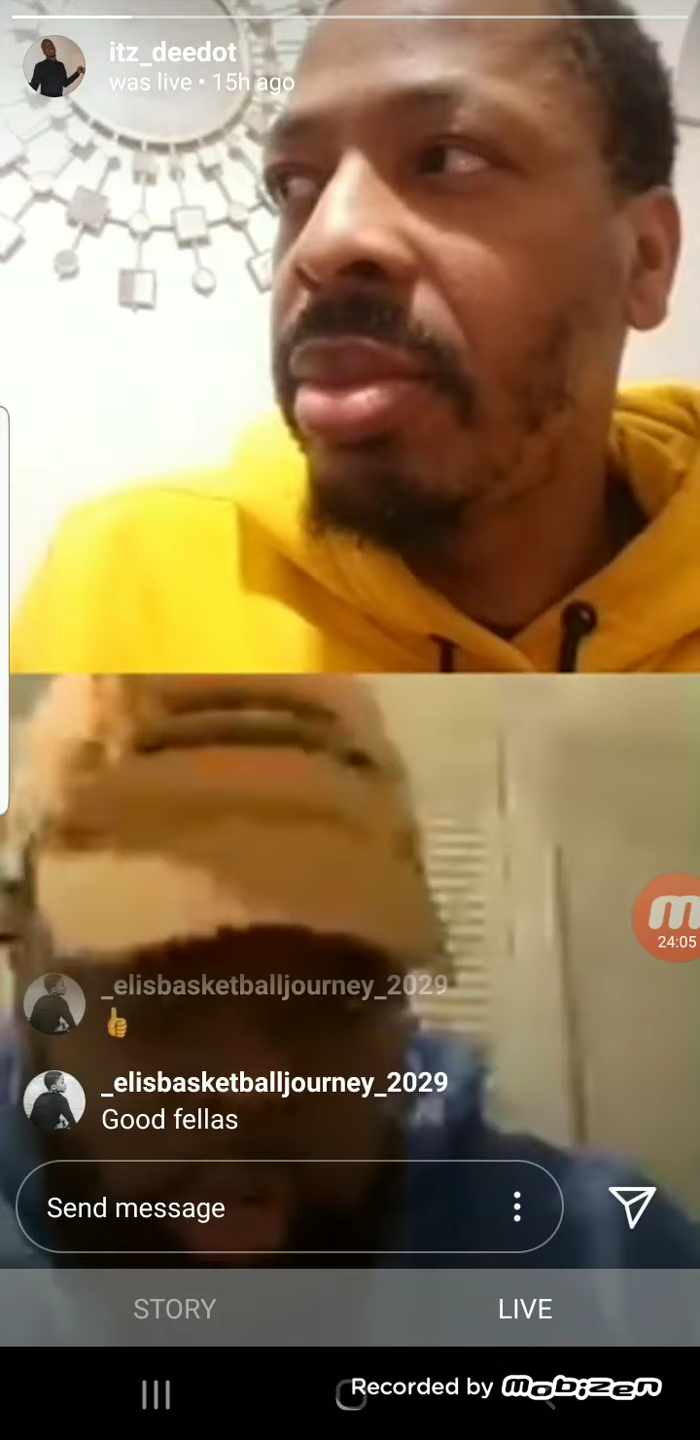 itz_deedot
was live • 15h ago
m
24:05
_elisbasketballjourney_2029
👍
_elisbasketballjourney_2029
Good fellas
Send message
STORY
LIVE
Recorded by mobizen